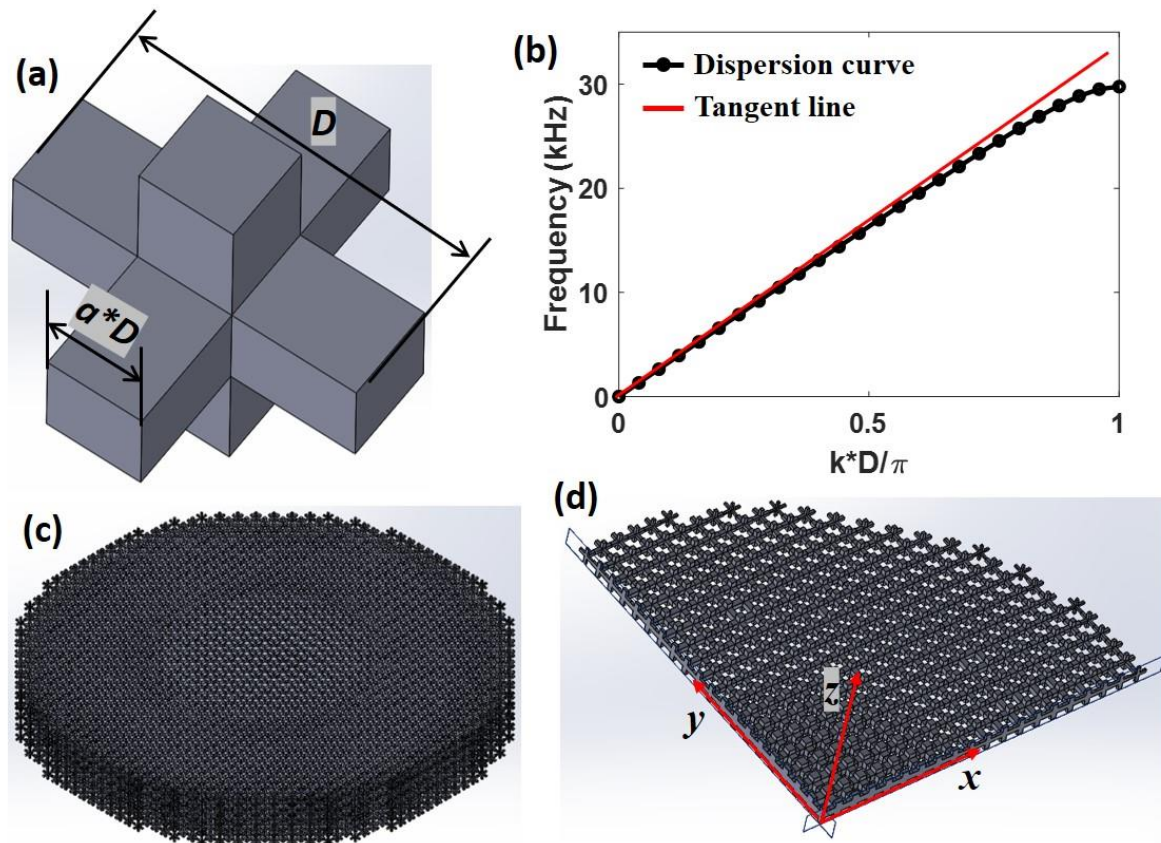 (a)
D
α*D
(b)
Dispersion curve
Tangent line
Frequency (kHz)
30
20
10
0
0
0.5
1
k*D/π
(c)
(d)
z
y
x